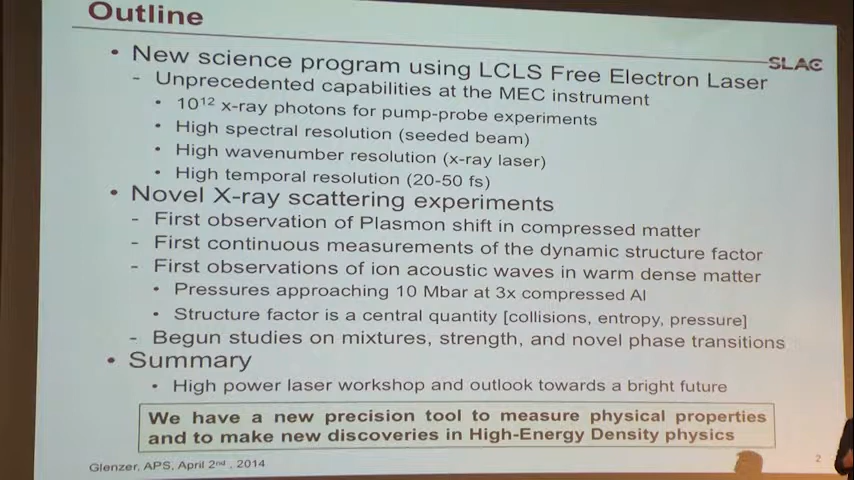 Outline
SLAC
• New science program using LCLS Free Electron Laser
- Unprecedented capabilities at the MEC instrument
• 10¹² x-ray photons for pump-probe experiments
• High spectral resolution (seeded beam)
• High wavenumber resolution (x-ray laser)
• High temporal resolution (20-50 fs)
• Novel X-ray scattering experiments
- First observation of Plasmon shift in compressed matter
- First continuous measurements of the dynamic structure factor
- First observations of ion acoustic waves in warm dense matter
• Pressures approaching 10 Mbar at 3x compressed Al
• Structure factor is a central quantity [collisions, entropy, pressure]
- Begun studies on mixtures, strength, and novel phase transitions
• Summary
• High power laser workshop and outlook towards a bright future
We have a new precision tool to measure physical properties
and to make new discoveries in High-Energy Density physics
Glenzer, APS, April 2ⁿᵈ, 2014
2